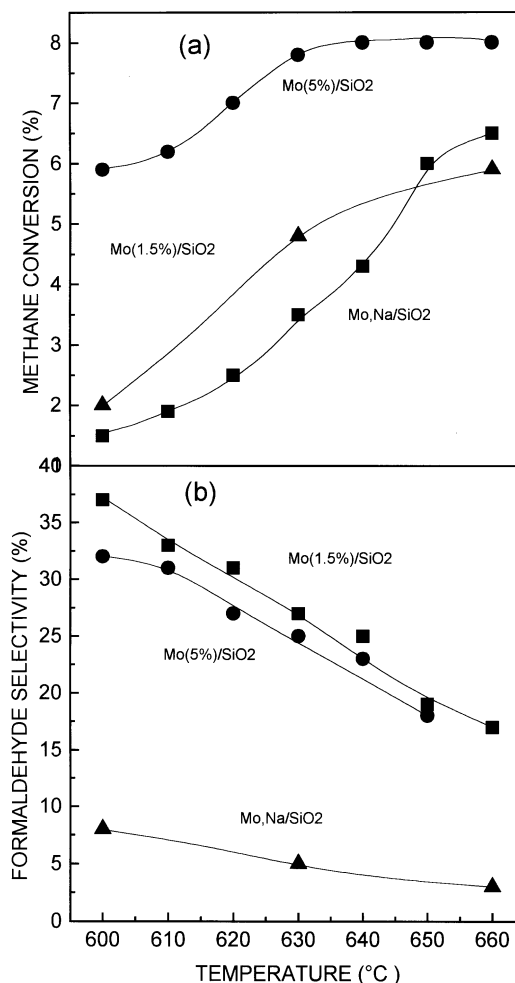 8
(a)
Mo(5%)/SiO2
7
6
5
Mo(1.5%)/SiO2
4
Mo,Na/SiO2
3
2
1
METHANE CONVERSION (%)
40
(b)
35
Mo(1.5%)/SiO2
30
25
Mo(5%)/SiO2
20
15
10
Mo,Na/SiO2
5
0
FORMALDEHYDE SELECTIVITY (%)
600 610 620 630 640 650 660
TEMPERATURE (°C )